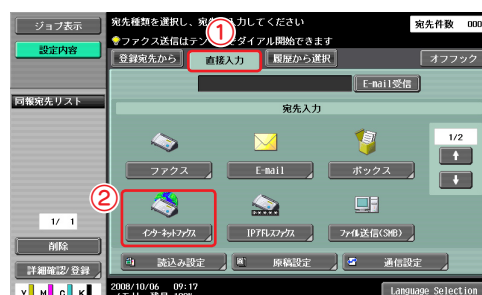 ジョブ表示
設定内容
宛先種類を選択し、宛先
入力してください
宛先件数 000
ファクス送信はテン
ダイアル開始できます
①
登録宛先から 直接入力 履歴から選択 オフフック
E-mail受信
同報宛先リスト
宛先入力
1/2
ファクス E-mail ボックス
②
インターネットファクス IPアドレスファクス ファイル送信(SMB)
1/ 1
削除
読込み設定 原稿設定 通信設定
詳細確認/登録
2008/10/06 09:17
Y M C K
Language Selection